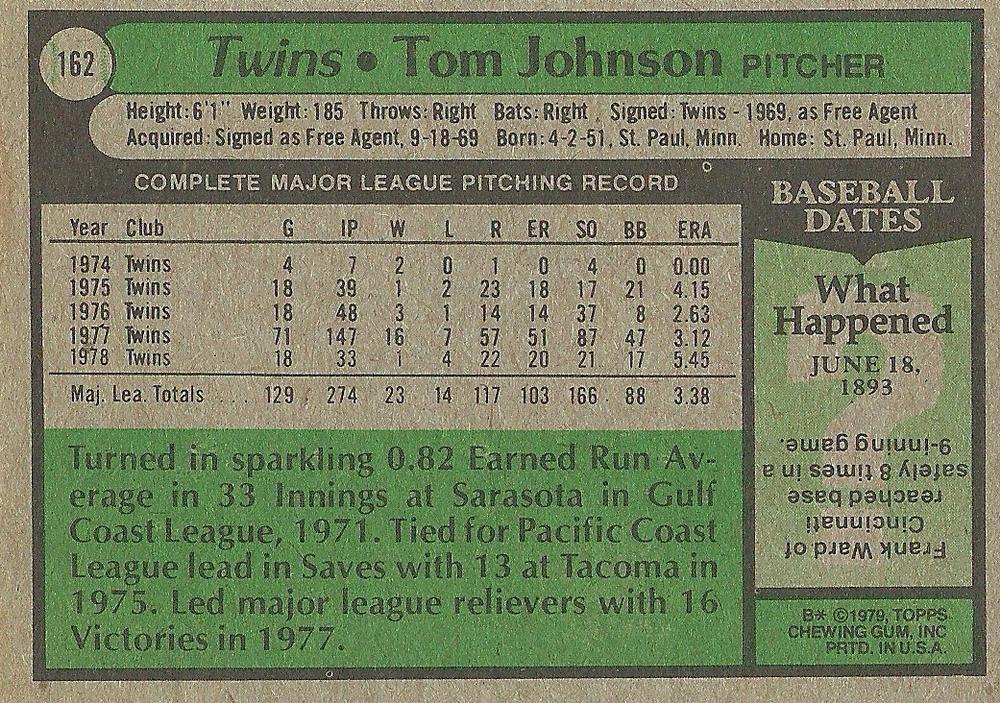 162
Twins • Tom Johnson PITCHER
Height:6'1" Weight:185 Throws:Right Bats:Right Signed:Twins - 1969, as Free Agent
Acquired: Signed as Free Agent, 9-18-69 Born:4-2-51, St. Paul, Minn. Home: St. Paul, Minn.
COMPLETE MAJOR LEAGUE PITCHING RECORD
Year Club G IP W L R ER SO BB ERA
1974 Twins 4 7 2 0 1 0 4 0 0.00
1975 Twins 18 39 1 2 23 18 17 21 4.15
1976 Twins 18 48 3 1 14 14 37 8 2.63
1977 Twins 71 147 16 7 57 51 87 47 3.12
1978 Twins 18 33 1 4 22 20 21 17 5.45
Maj. Lea. Totals ... 129 274 23 14 117 103 166 88 3.38
Turned in sparkling 0.82 Earned Run Av-
erage in 33 Innings at Sarasota in Gulf
Coast League, 1971. Tied for Pacific Coast
League lead in Saves with 13 at Tacoma in
1975. Led major league relievers with 16
Victories in 1977.
BASEBALL
DATES
What
Happened
JUNE 18,
1893
Frank Ward of
Cincinnati
reached base
safely 8 times in a
9-inning game.
B* ©1979, TOPPS
CHEWING GUM, INC
PRTD. IN U.S.A.